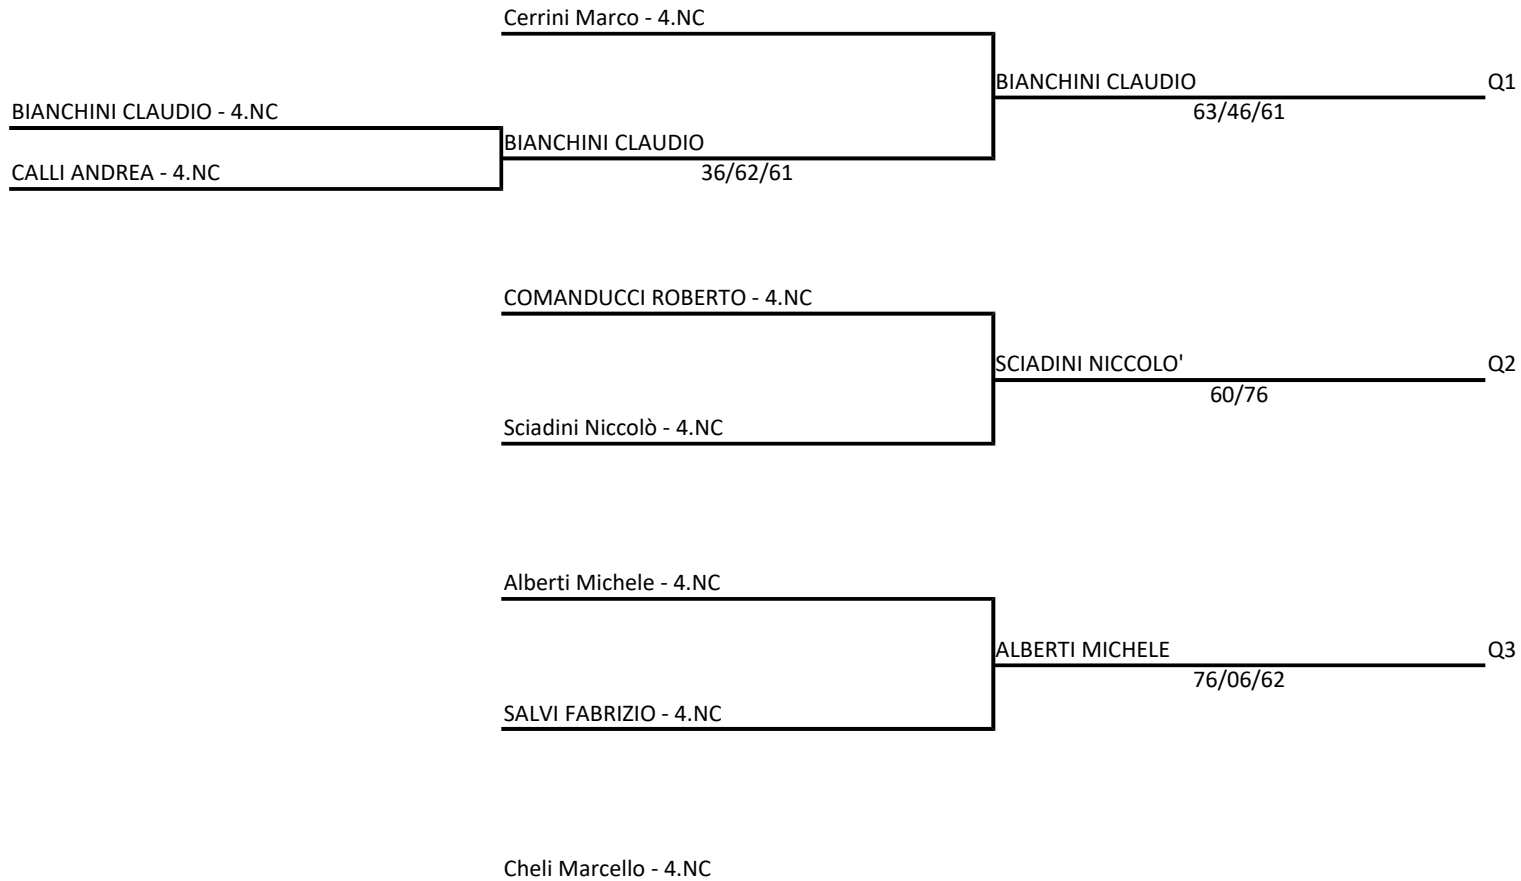 Cerrini Marco - 4.NC
BIANCHINI CLAUDIO
Q1
BIANCHINI CLAUDIO - 4.NC
63/46/61
BIANCHINI CLAUDIO
CALLI ANDREA - 4.NC
36/62/61
COMANDUCCI ROBERTO - 4.NC
SCIADINI NICCOLO'
Q2
60/76
Sciadini Niccolò - 4.NC
Alberti Michele - 4.NC
ALBERTI MICHELE
Q3
76/06/62
SALVI FABRIZIO - 4.NC
Cheli Marcello - 4.NC